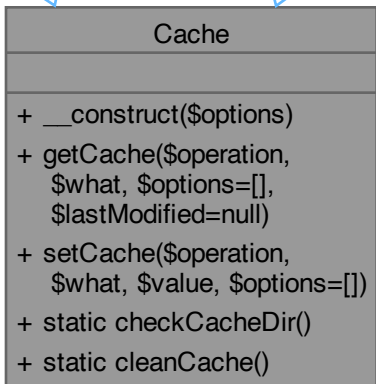 Cache
+ __construct($options)
+ getCache($operation,
$what, $options=[],
$lastModified=null)
+ setCache($operation,
$what, $value, $options=[])
+ static checkCacheDir()
+ static cleanCache()